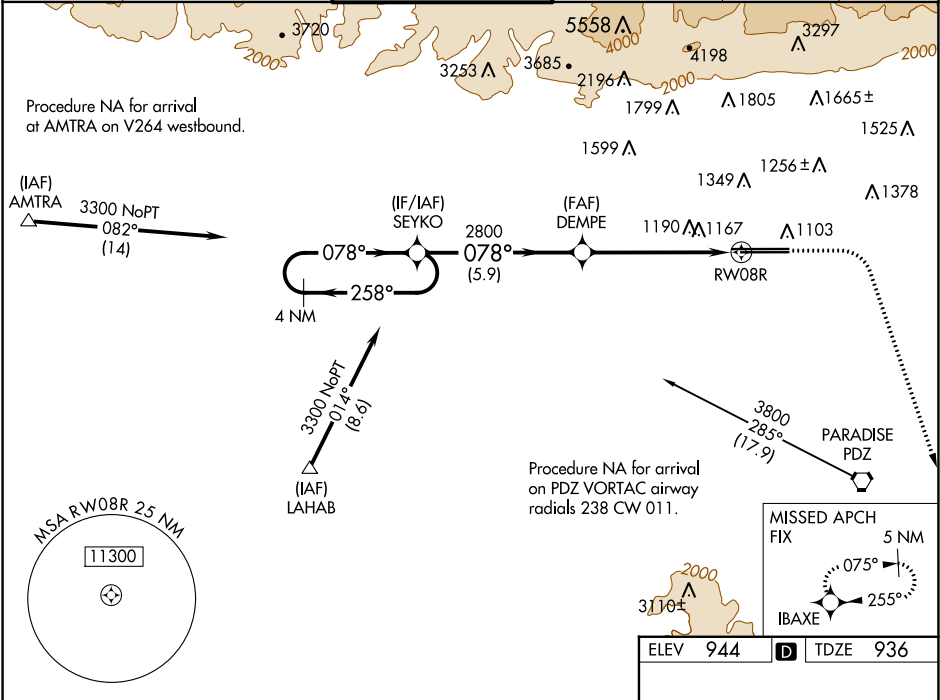 3720
2000
5558
4000
3297
3253
3685
4198
2000
2196
2000
Procedure NA for arrival
at AMTRA on V264 westbound.
1799
1805
1665±
1525
1599
1256±
1349
1378
(IAF)
AMTRA
3300 NoPT
082°
(14)
(IF/IAF)
SEYKO
2800
078°
(5.9)
(FAF)
DEMPE
1190
1167
1103
078°
258°
4 NM
RW08R
3300 NoPT
014°
(8.6)
(IAF)
LAHAB
3800
285°
(17.9)
PARADISE
PDZ
Procedure NA for arrival
on PDZ VORTAC airway
radials 238 CW 011.
MSA RW08R 25 NM
11300
MISSED APCH
FIX
5 NM
075°
255°
IBAXE
2000
3110±
ELEV 944 D TDZE 936